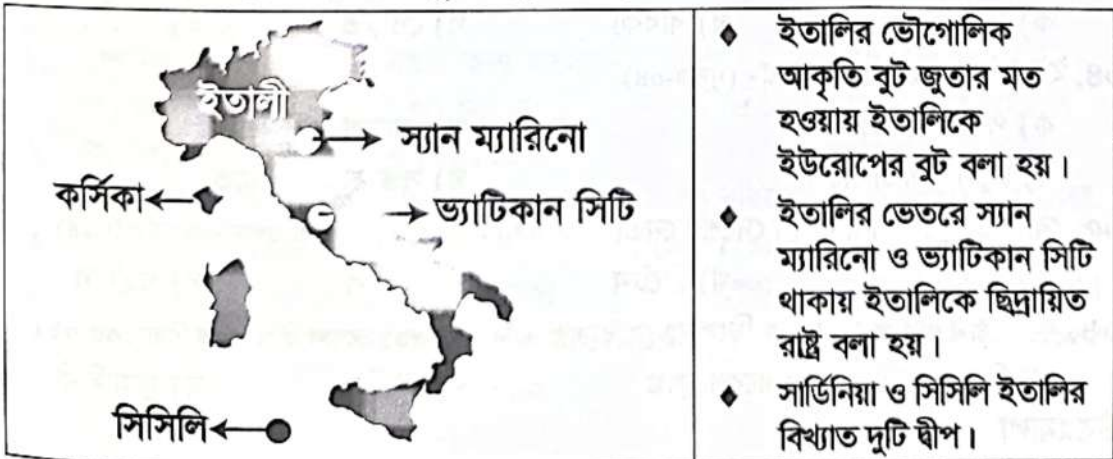 ইতালী
স্যান ম্যারিনো
কর্সিকা
ভ্যাটিকান সিটি
সিসিলি
◆ ইতালির ভৌগোলিক
আকৃতি বুট জুতার মত
হওয়ায় ইতালিকে
ইউরোপের বুট বলা হয়।
◆ ইতালির ভেতরে স্যান
ম্যারিনো ও ভ্যাটিকান সিটি
থাকায় ইতালিকে ছিদ্রায়িত
রাষ্ট্র বলা হয়।
◆ সার্ডিনিয়া ও সিসিলি ইতালির
বিখ্যাত দুটি দ্বীপ।